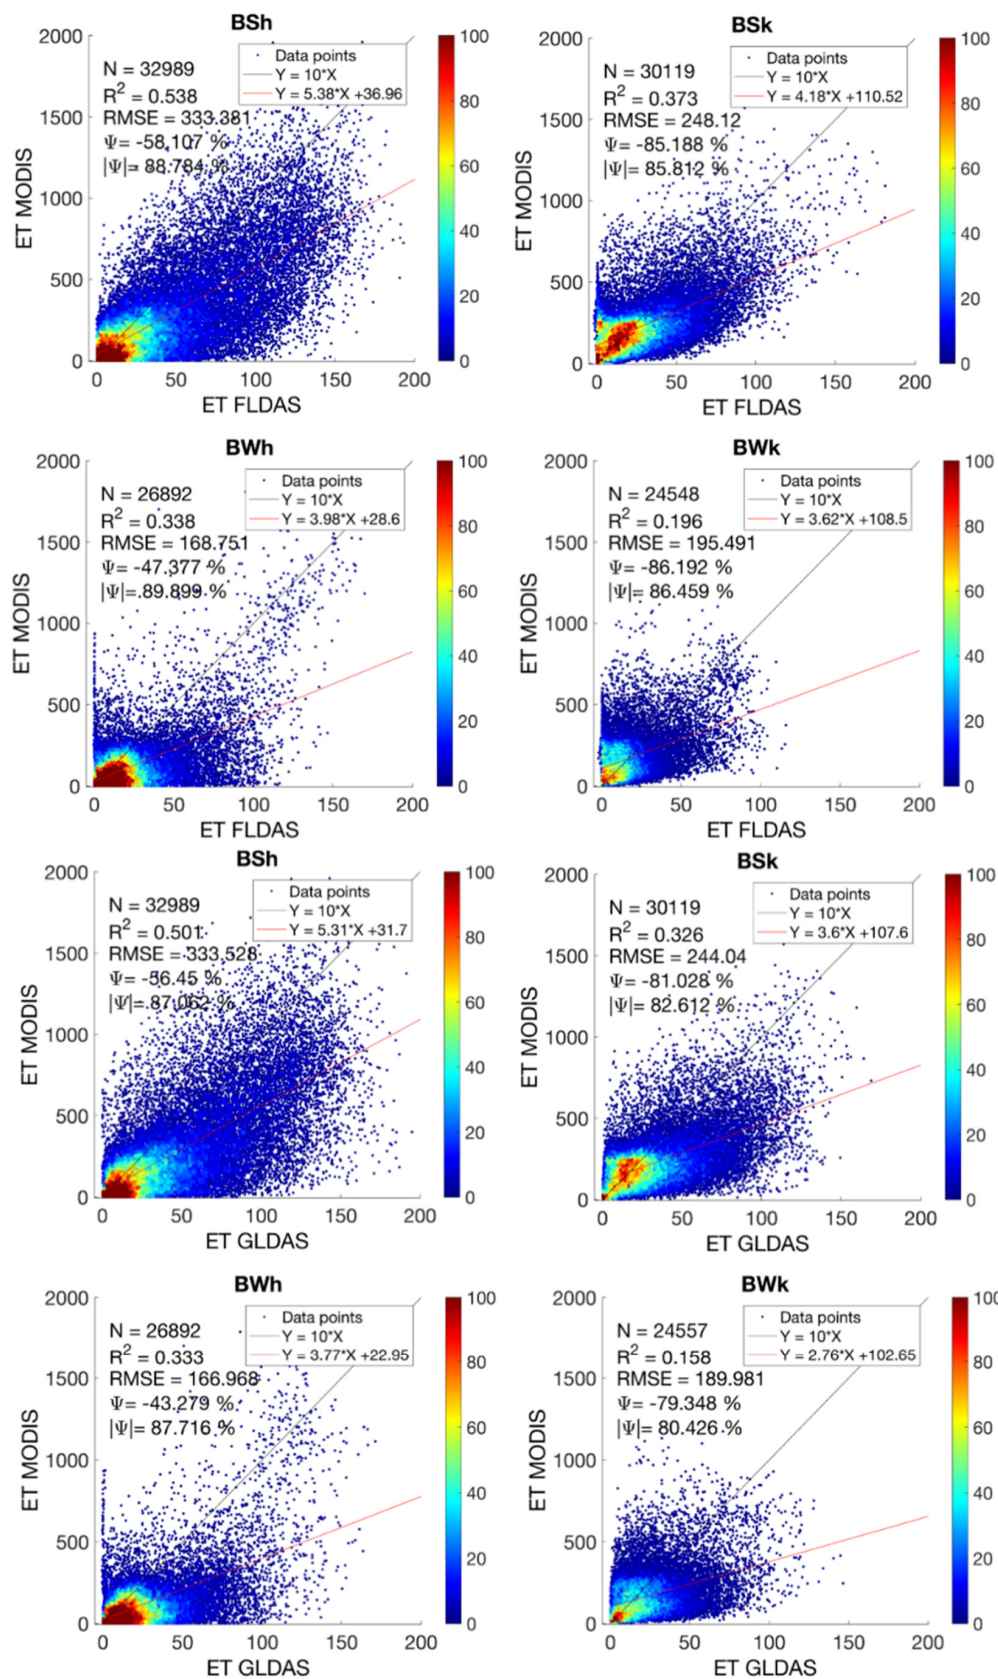 BSh
2000
1500
1000
500
0
ET MODIS
N = 32989
R² = 0.538
RMSE = 333.381
Ψ= -58.107 %
|Ψ|= 88.784 %
Data points
Y = 10*X
Y = 5.38*X +36.96
0 50 100 150 200
ET FLDAS
100
80
60
40
20
0
BSk
2000
1500
1000
500
0
ET MODIS
N = 30119
R² = 0.373
RMSE = 248.12
Ψ= -85.188 %
|Ψ|= 85.812 %
Data points
Y = 10*X
Y = 4.18*X +110.52
0 50 100 150 200
ET FLDAS
100
80
60
40
20
0
BWh
2000
1500
1000
500
0
ET MODIS
N = 26892
R² = 0.338
RMSE = 168.751
Ψ= -47.377 %
|Ψ|= 89.899 %
Data points
Y = 10*X
Y = 3.98*X +28.6
0 50 100 150 200
ET FLDAS
100
80
60
40
20
0
BWk
2000
1500
1000
500
0
ET MODIS
N = 24548
R² = 0.196
RMSE = 195.491
Ψ= -86.192 %
|Ψ|= 86.459 %
Data points
Y = 10*X
Y = 3.62*X +108.5
0 50 100 150 200
ET FLDAS
100
80
60
40
20
0
BSh
2000
1500
1000
500
0
ET MODIS
N = 32989
R² = 0.501
RMSE = 333.528
Ψ= -56.45 %
|Ψ|= 87.062 %
Data points
Y = 10*X
Y = 5.31*X +31.7
0 50 100 150 200
ET GLDAS
100
80
60
40
20
0
BSk
2000
1500
1000
500
0
ET MODIS
N = 30119
R² = 0.326
RMSE = 244.04
Ψ= -81.028 %
|Ψ|= 82.612 %
Data points
Y = 10*X
Y = 3.6*X +107.6
0 50 100 150 200
ET GLDAS
100
80
60
40
20
0
BWh
2000
1500
1000
500
0
ET MODIS
N = 26892
R² = 0.333
RMSE = 166.968
Ψ= -43.279 %
|Ψ|= 87.716 %
Data points
Y = 10*X
Y = 3.77*X +22.95
0 50 100 150 200
ET GLDAS
100
80
60
40
20
0
BWk
2000
1500
1000
500
0
ET MODIS
N = 24557
R² = 0.158
RMSE = 189.981
Ψ= -79.348 %
|Ψ|= 80.426 %
Data points
Y = 10*X
Y = 2.76*X +102.65
0 50 100 150 200
ET GLDAS
100
80
60
40
20
0